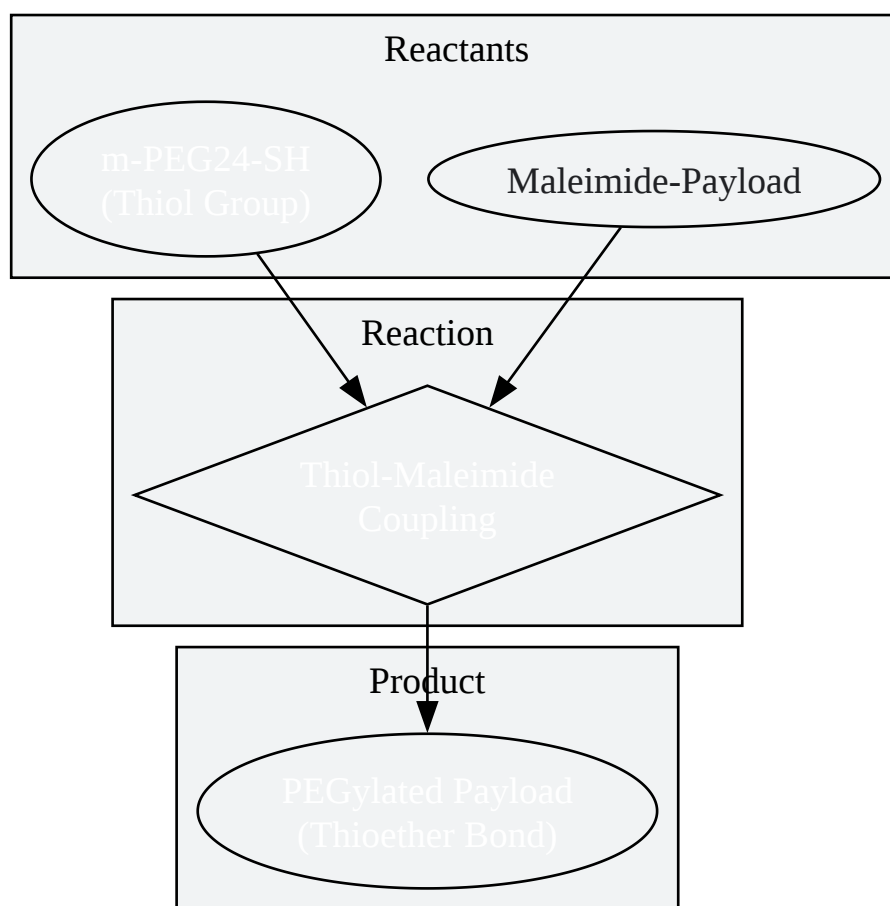 Reactants
m-PEG24-SH
(Thiol Group)
Maleimide-Payload
Reaction
Thiol-Maleimide
Coupling
Product
PEGylated Payload
(Thioether Bond)